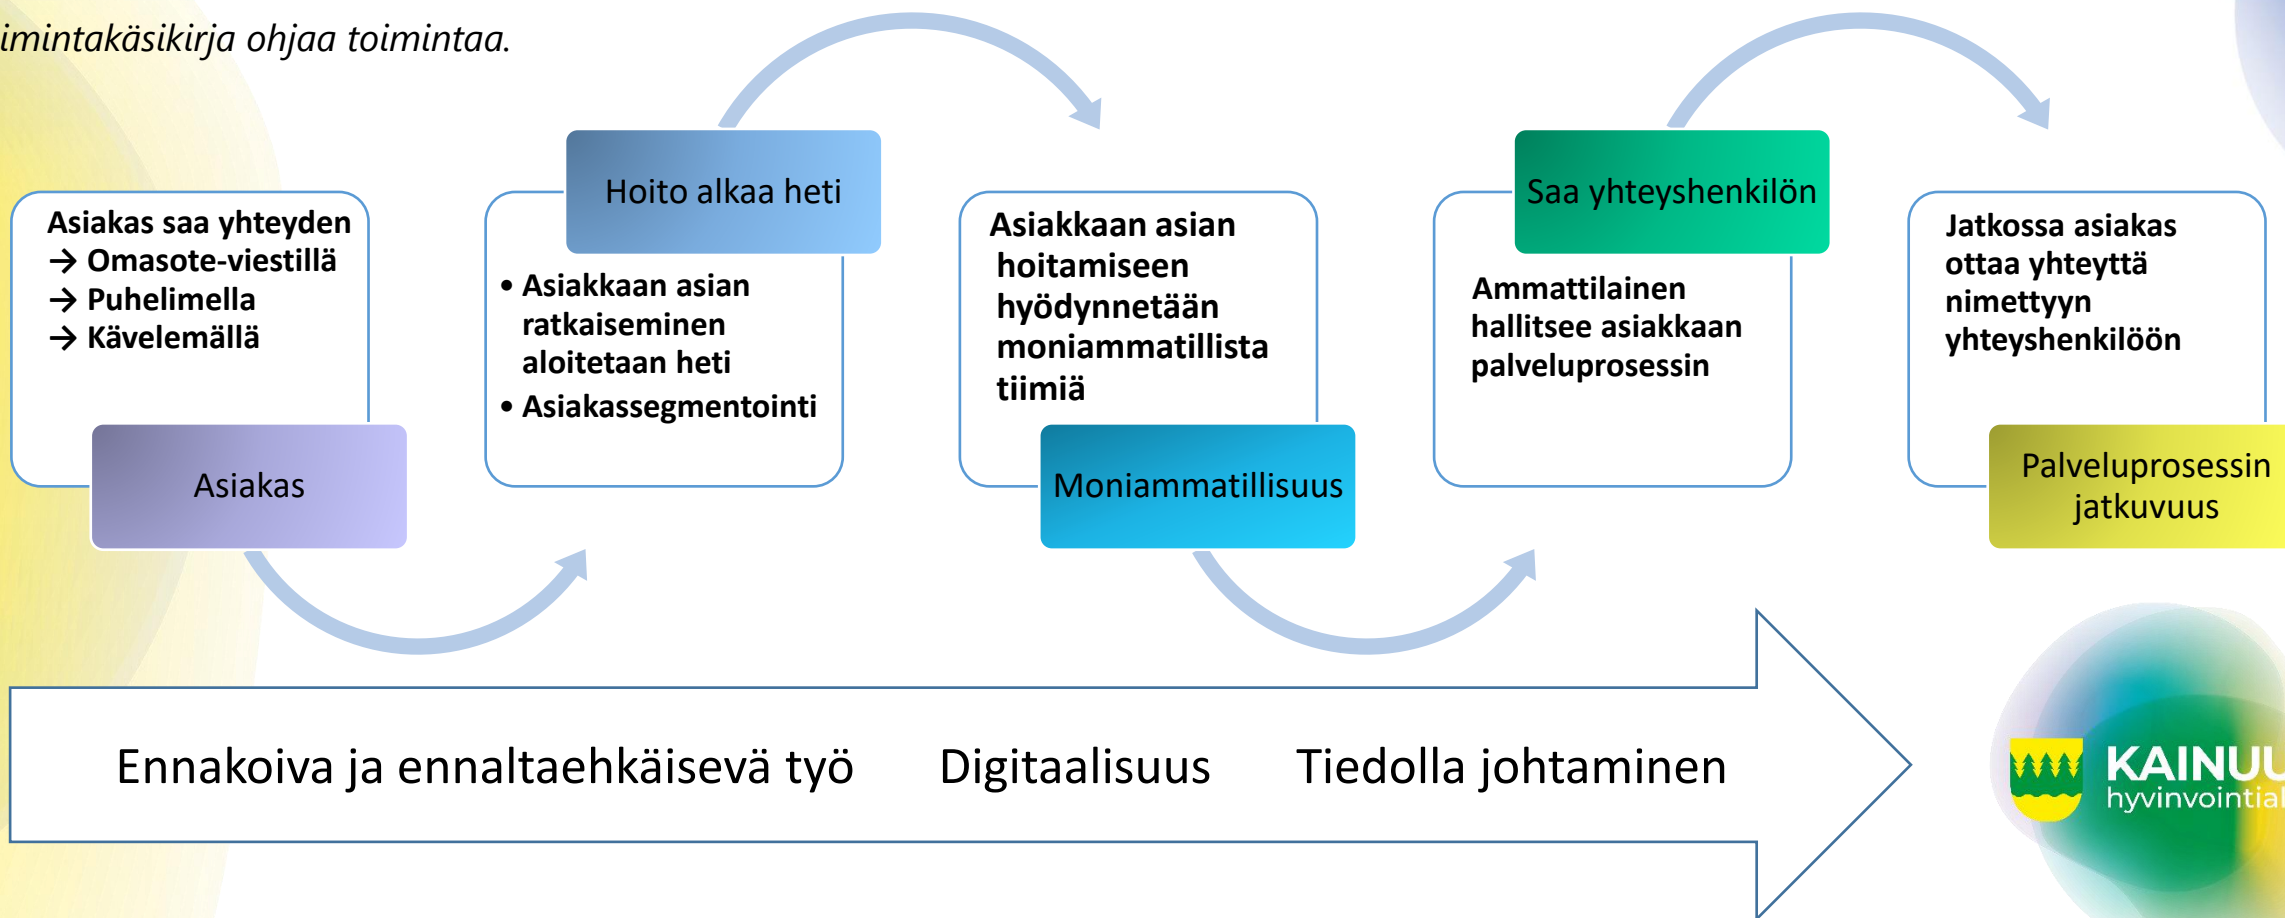 imintakäsikirja ohjaa toimintaa.
Asiakas saa yhteyden
→ Omasote-viestillä
→ Puhelimella
→ Kävelemällä
Asiakas
Hoito alkaa heti
• Asiakkaan asian
ratkaiseminen
aloitetaan heti
• Asiakassegmentointi
Asiakkaan asian
hoitamiseen
hyödynnetään
moniammatillista
tiimiä
Moniammatillisuus
Saa yhteyshenkilön
Ammattilainen
hallitsee asiakkaan
palveluprosessin
Jatkossa asiakas
ottaa yhteyttä
nimettyyn
yhteyshenkilöön
Palveluprosessin
jatkuvuus
Ennakoiva ja ennaltaehkäisevä työ Digitaalisuus Tiedolla johtaminen
KAINUU
hyvinvointial